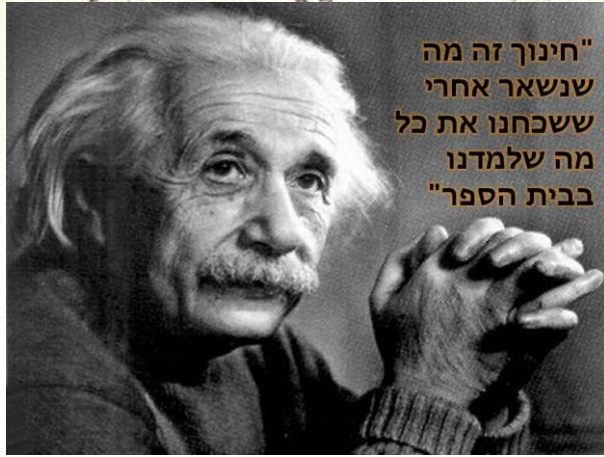 "חינוך זה מה
שנשאר אחרי
ששכחנו את כל
מה שלמדנו
בבית הספר"